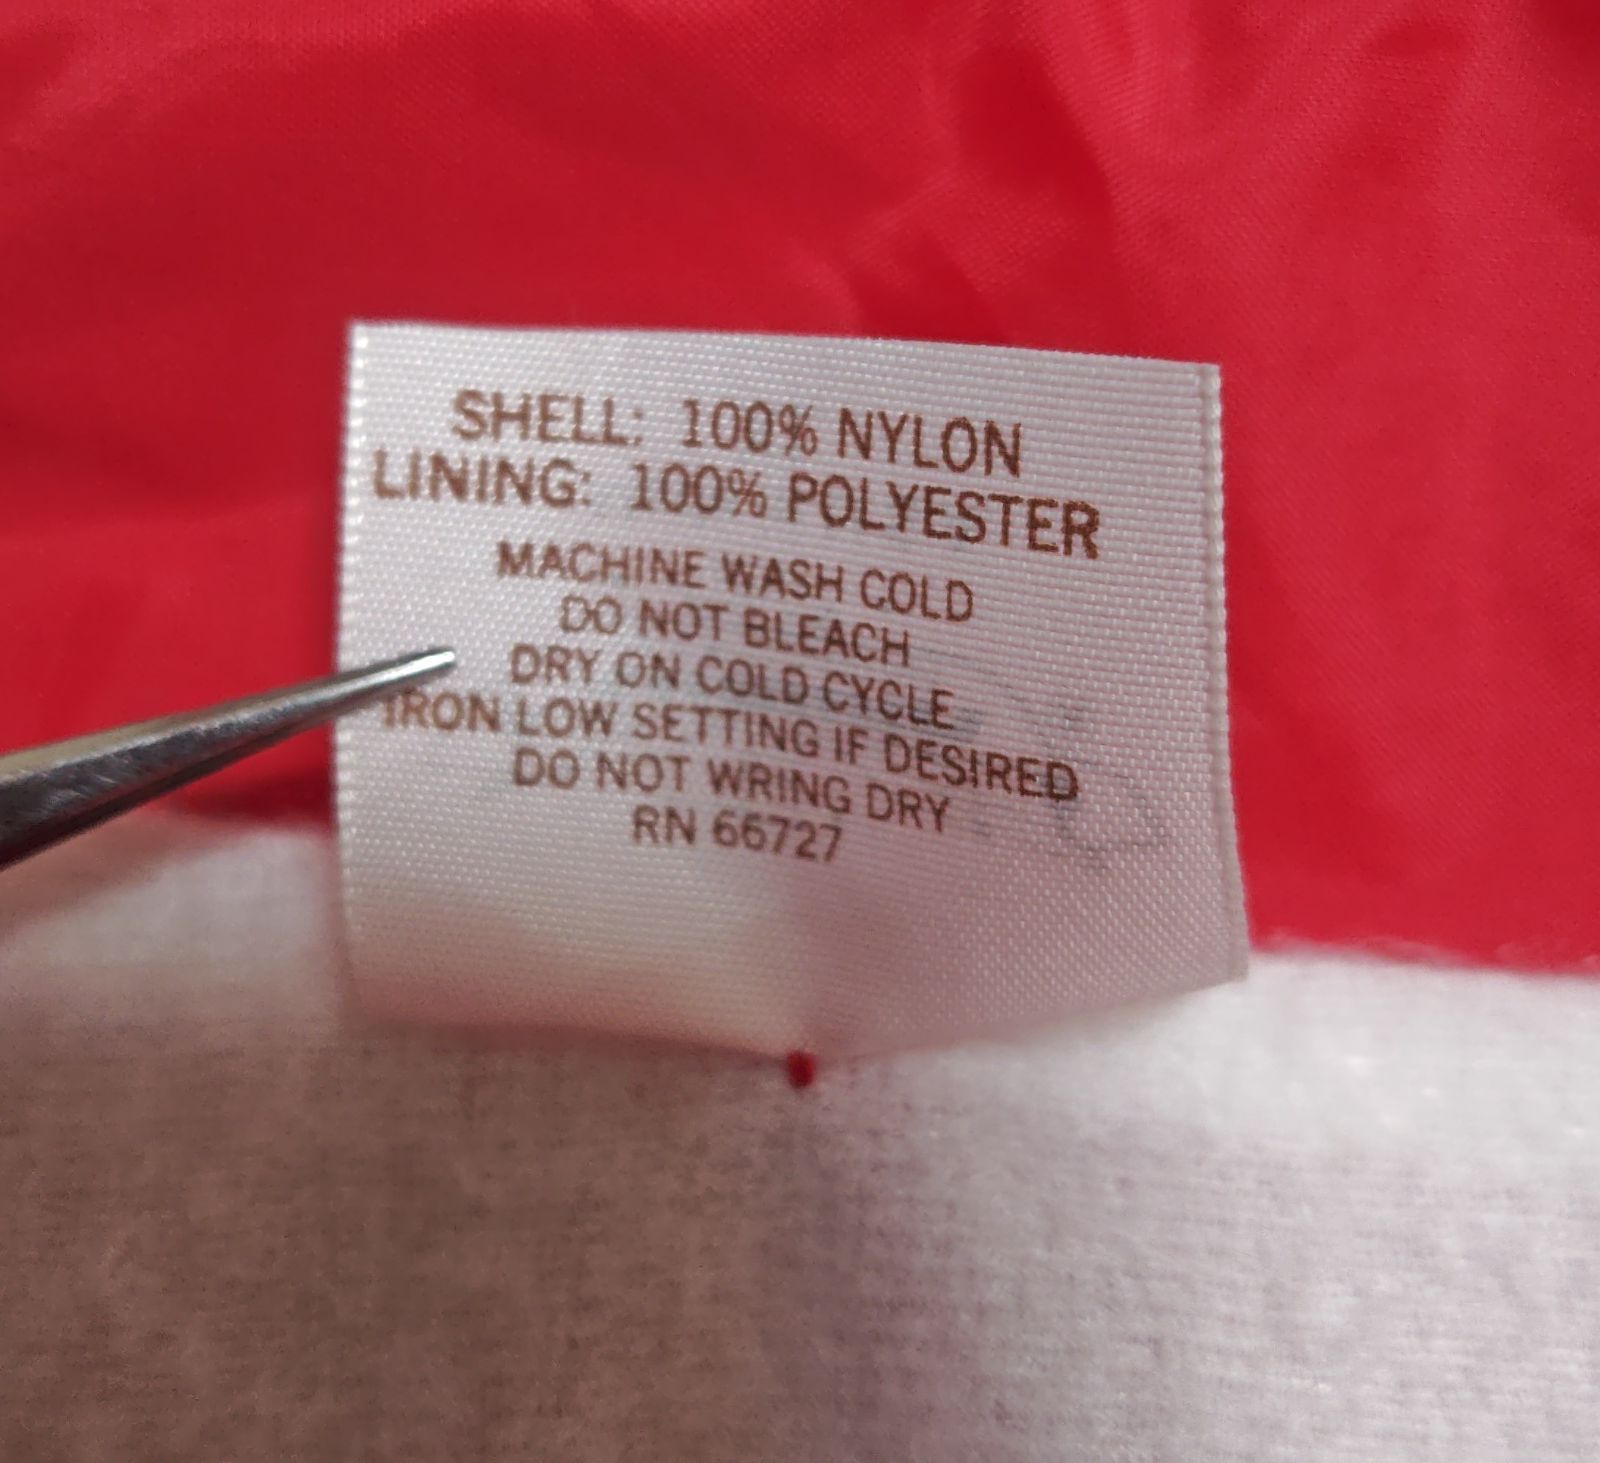 SHELL: 100% NYLON
LINING: 100% POLYESTER
MACHINE WASH COLD
DO NOT BLEACH
DRY ON COLD CYCLE
IRON LOW SETTING IF DESIRED
DO NOT WRING DRY
RN 66727